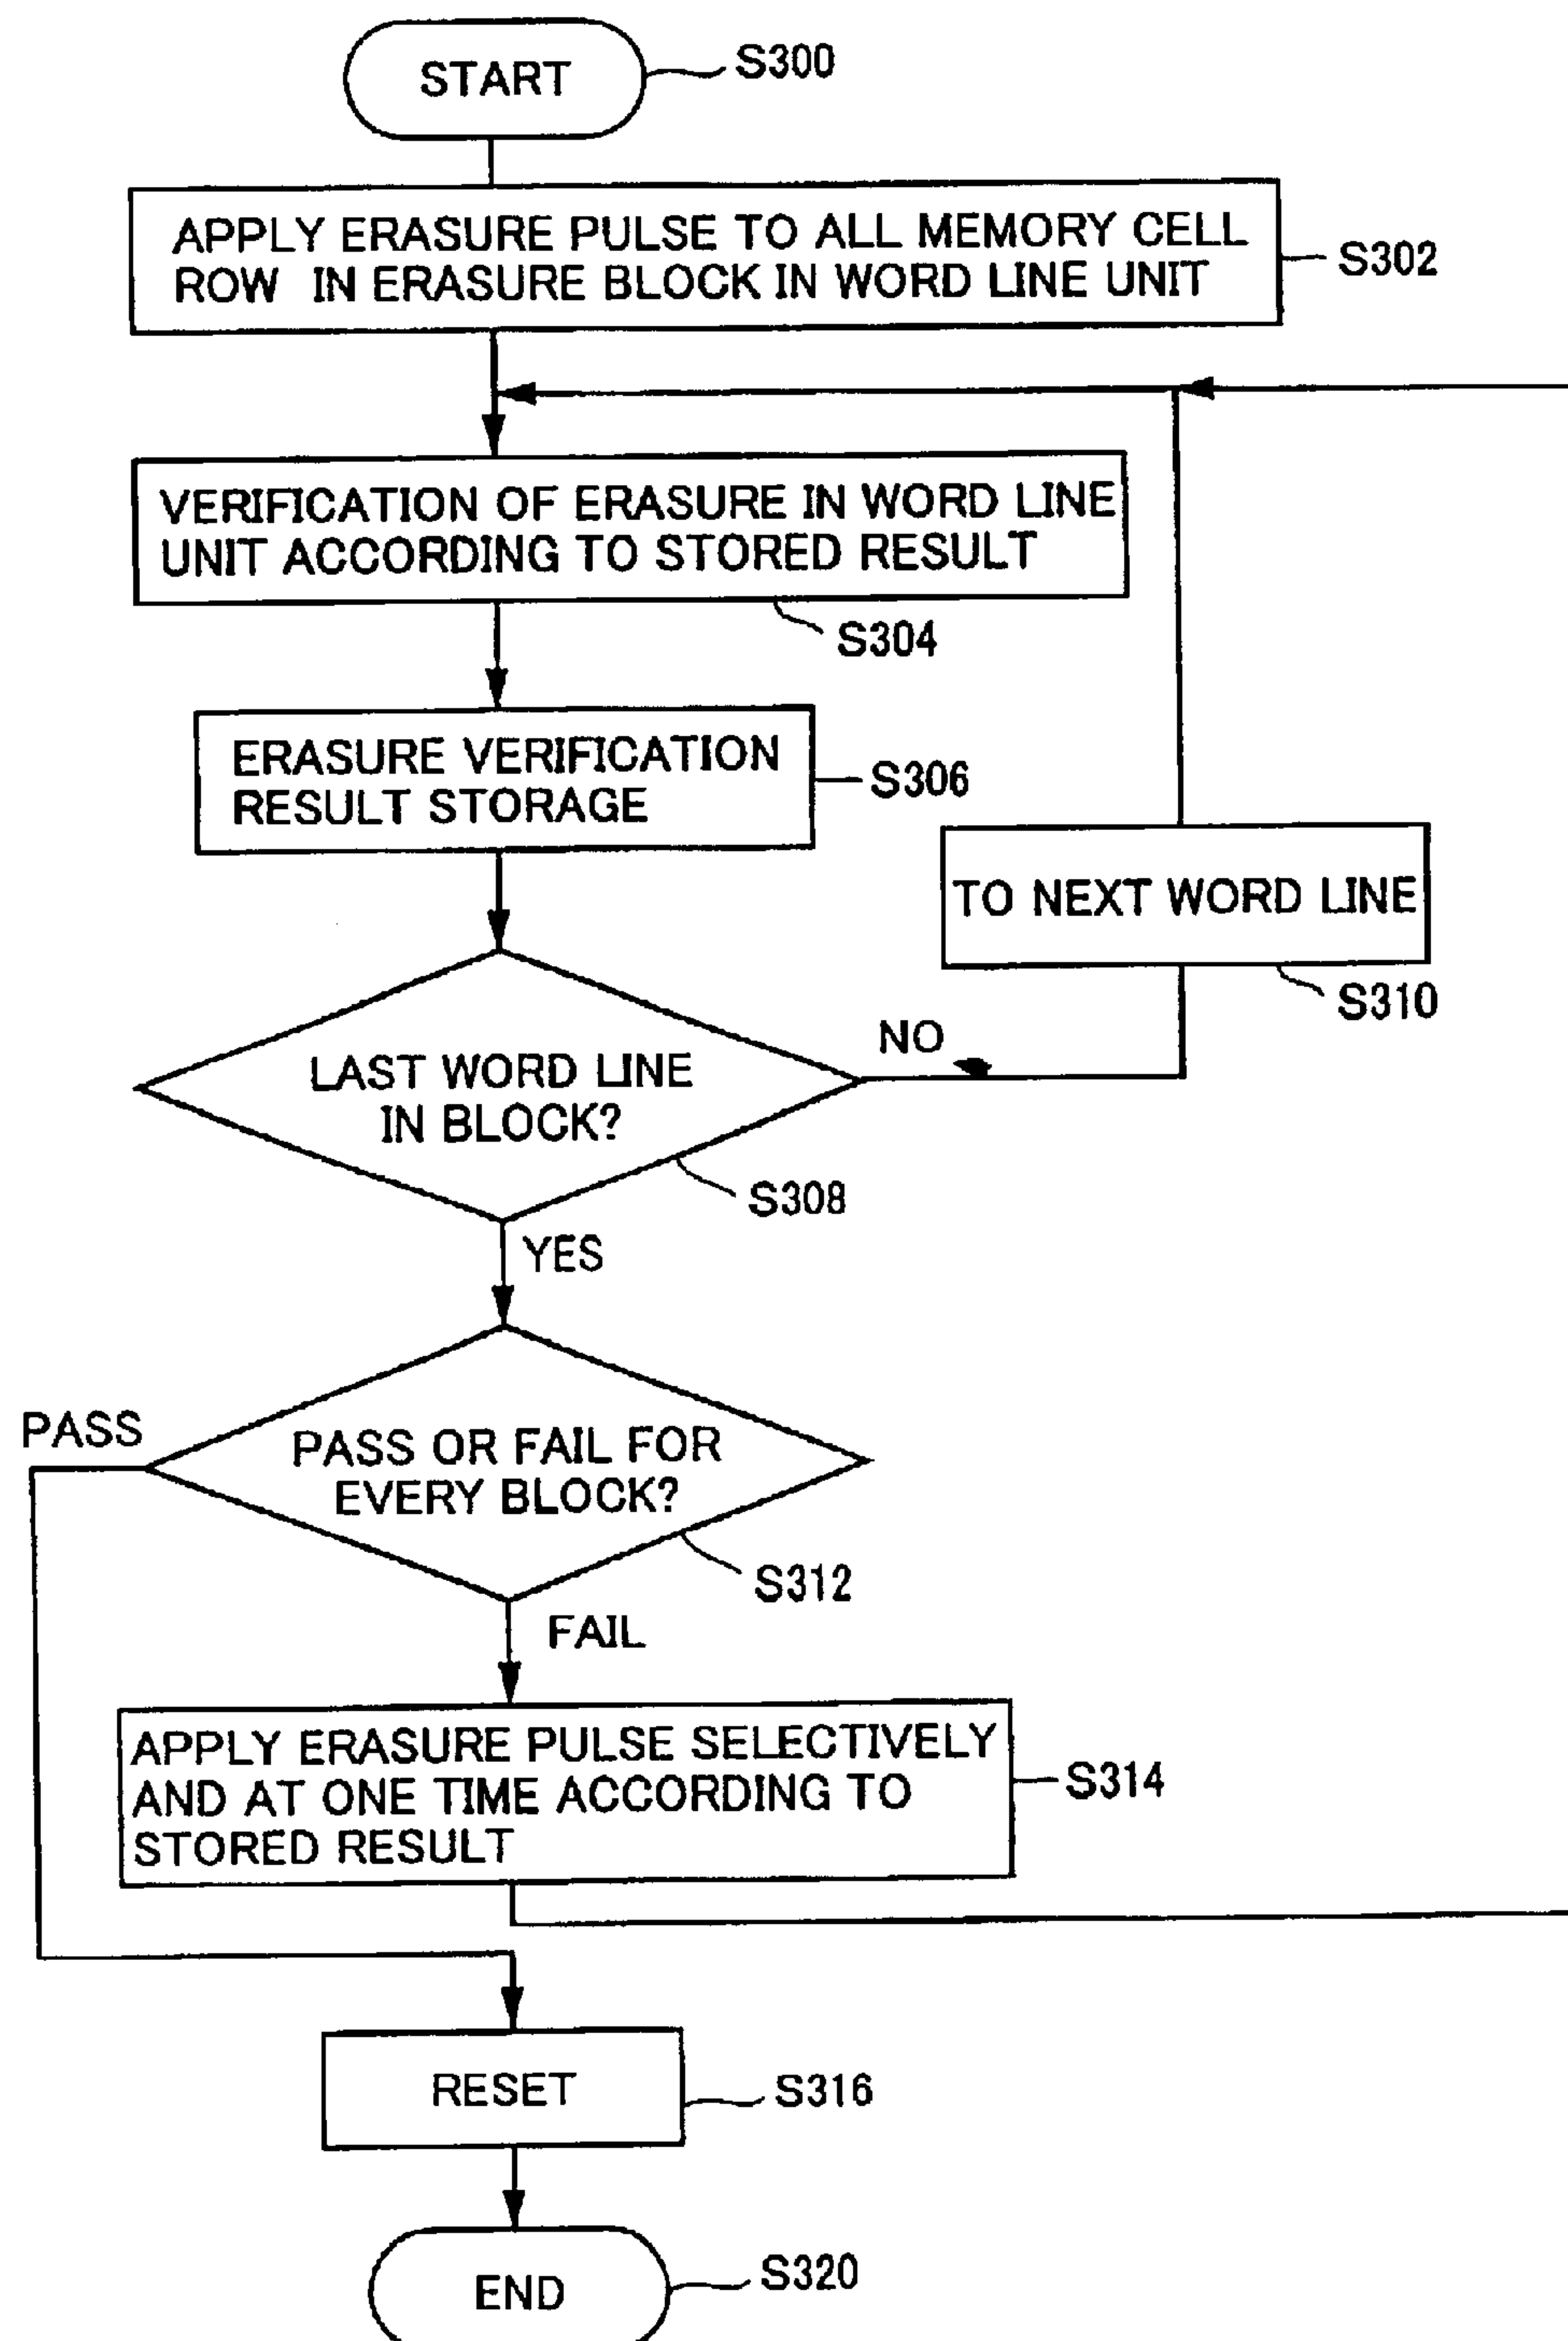 START
S300
APPLY ERASURE PULSE TO ALL MEMORY CELL
ROW IN ERASURE BLOCK IN WORD LINE UNIT
S302
VERIFICATION OF ERASURE IN WORD LINE
UNIT ACCORDING TO STORED RESULT
S304
ERASURE VERIFICATION
RESULT STORAGE
S306
TO NEXT WORD LINE
S310
NO
LAST WORD LINE
IN BLOCK?
S308
YES
PASS
PASS OR FAIL FOR
EVERY BLOCK?
S312
FAIL
APPLY ERASURE PULSE SELECTIVELY
AND AT ONE TIME ACCORDING TO
STORED RESULT
S314
RESET
S316
END
S320